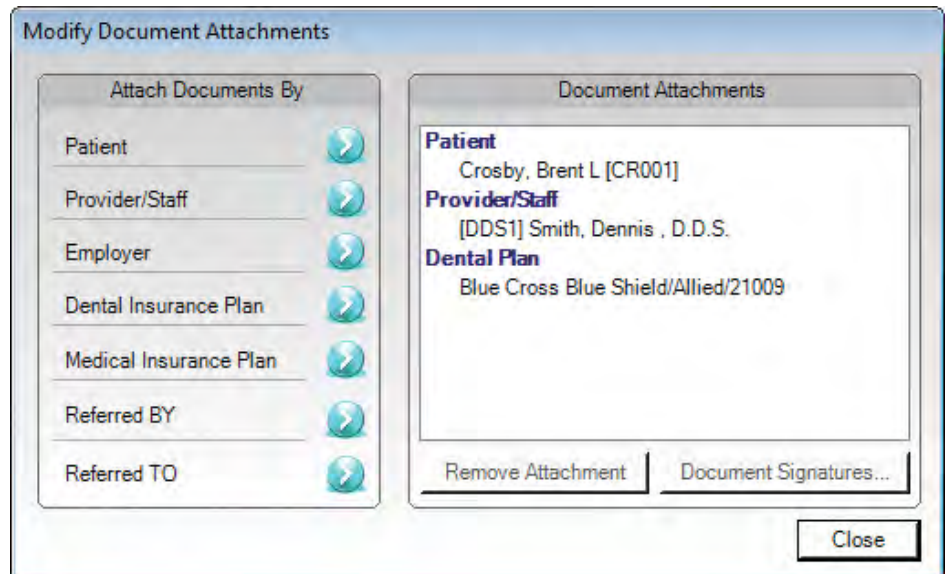 Modify Document Attachments
Attach Documents By
Patient
Provider/Staff
Employer
Dental Insurance Plan
Medical Insurance Plan
Referred BY
Referred TO
Document Attachments
Patient
Crosby, Brent L [CR001]
Provider/Staff
[DDS1] Smith, Dennis , D.D.S.
Dental Plan
Blue Cross Blue Shield/Allied/21009
Remove Attachment
Document Signatures...
Close